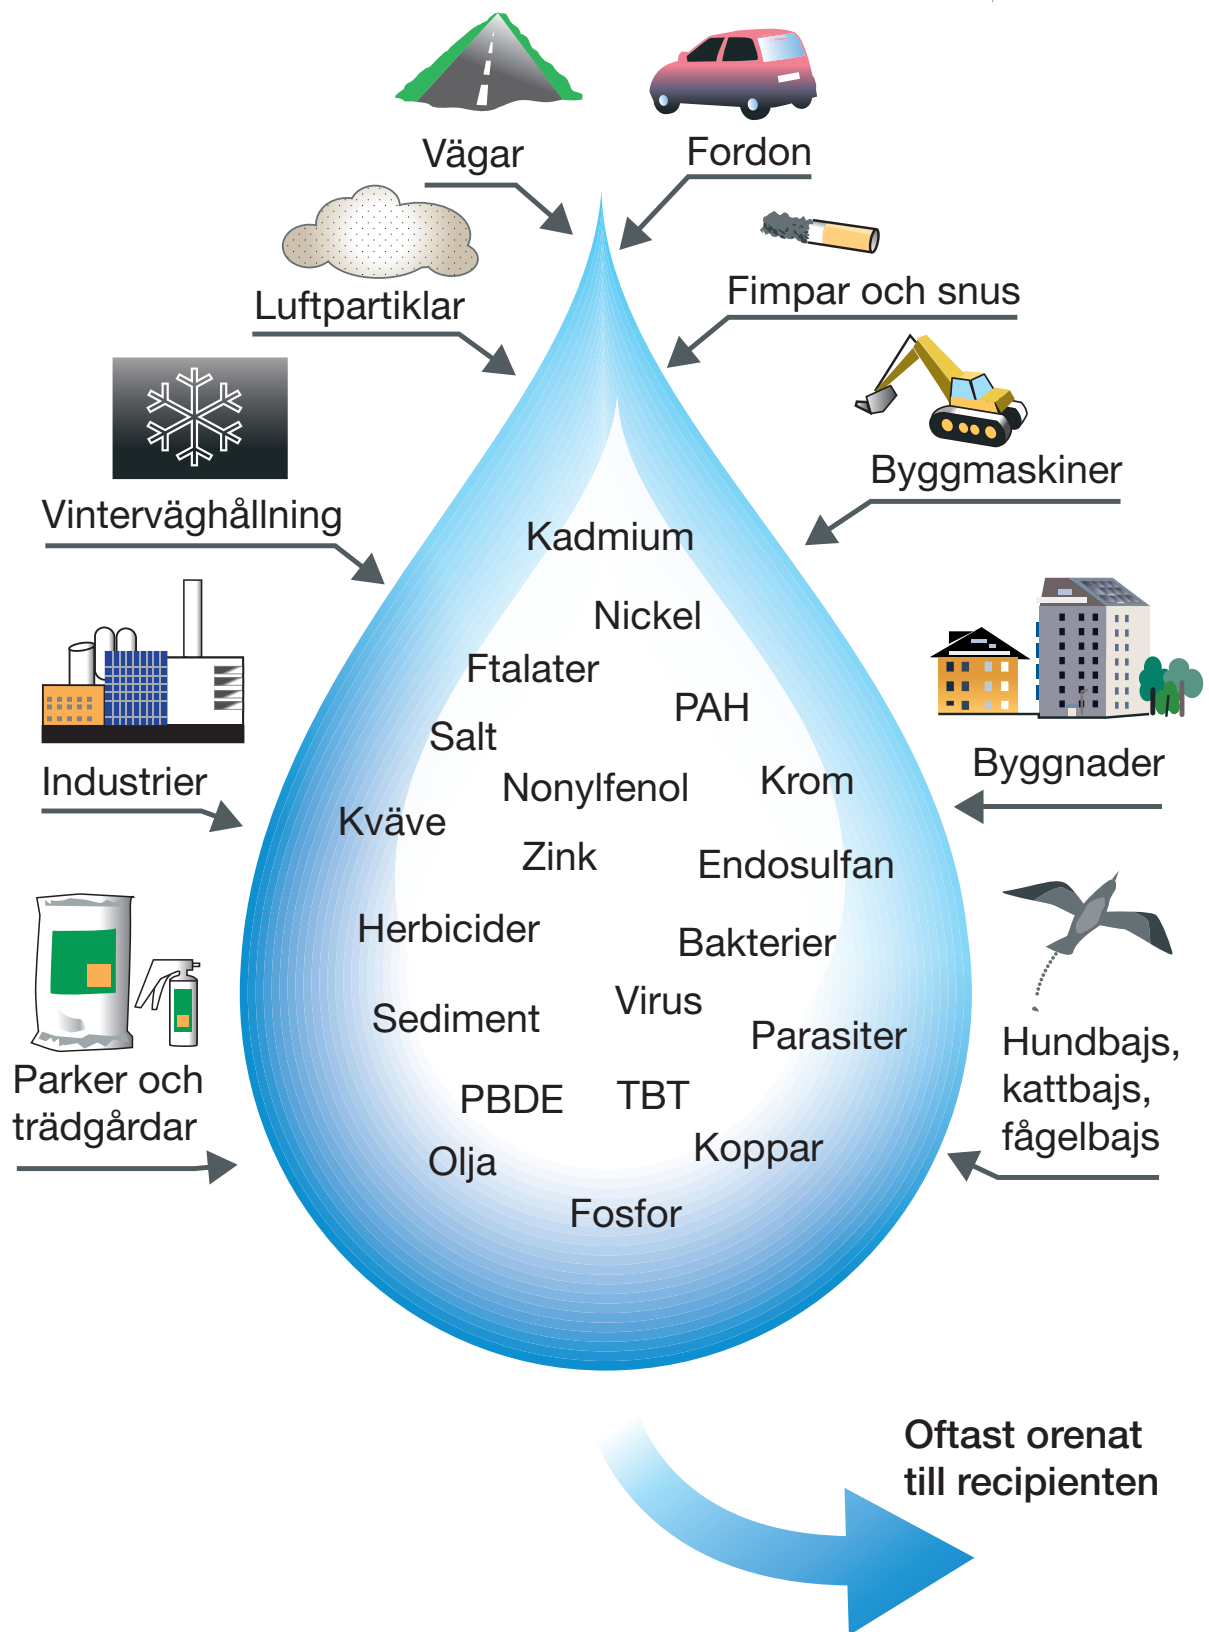 Vägar
Fordon
Luftpartiklar
Fimpar och snus
Vinterväghållning
Byggmaskiner
Industrier
Byggnader
Parker och
trädgårdar
Hundbajs,
kattbajs,
fågelbajs
Kadmium
Nickel
Ftalater
PAH
Salt
Nonylfenol
Krom
Kväve
Zink
Endosulfan
Herbicider
Bakterier
Virus
Sediment
Parasiter
PBDE
TBT
Koppar
Olja
Fosfor
Oftast orenat
till recipienten